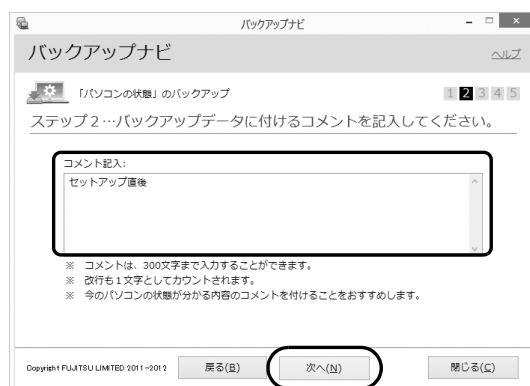 バックアップナビ
バックアップナビ
ヘルプ
「パソコンの状態」のバックアップ
1 2 3 4 5
ステップ２…バックアップデータに付けるコメントを記入してください。
コメント記入:
セットアップ直後
※ コメントは、300文字まで入力することができます。
※ 改行も１文字としてカウントされます。
※ 今のパソコンの状態が分かる内容のコメントを付けることをおすすめします。
Copyright FUJITSU LIMITED 2011-2012
戻る(B)
次へ(N)
閉じる(C)